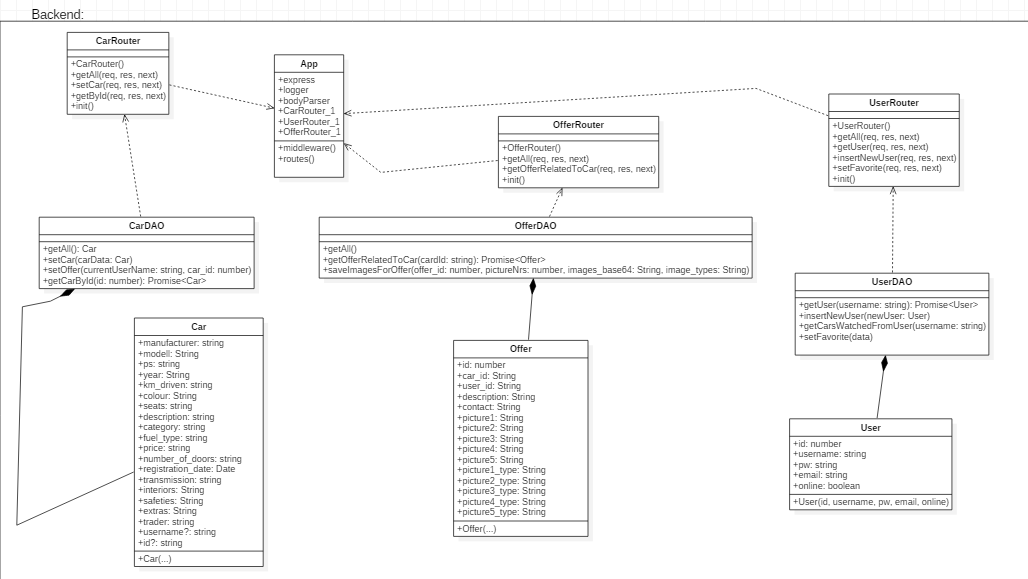 Backend:
CarRouter
+CarRouter()
+getAll(req, res, next)
+setCar(req, res, next)
+getById(req, res, next)
+init()
App
+express
+logger
+bodyParser
+CarRouter_1
+UserRouter_1
+OfferRouter_1
+middleware()
+routes()
OfferRouter
+OfferRouter()
+getAll(req, res, next)
+getOfferRelatedToCar(req, res, next)
+init()
UserRouter
+UserRouter()
+getAll(req, res, next)
+getUser(req, res, next)
+insertNewUser(req, res, next)
+setFavorite(req, res, next)
+init()
CarDAO
+getAll(): Car
+setCar(carData: Car)
+setOffer(currentUserName: string, car_id: number)
+getCarById(id: number): Promise<Car>
OfferDAO
+getAll()
+getOfferRelatedToCar(cardId: string): Promise<Offer>
+saveImagesForOffer(offer_id: number, pictureNrs: number, images_base64: String, image_types: String)
UserDAO
+getUser(username: string): Promise<User>
+insertNewUser(newUser: User)
+getCarsWatchedFromUser(username: string)
+setFavorite(data)
Car
+manufacturer: string
+modell: String
+ps: string
+year: String
+km_driven: string
+colour: String
+seats: string
+description: string
+category: string
+fuel_type: string
+price: string
+number_of_doors: string
+registration_date: Date
+transmission: string
+interiors: String
+safeties: String
+extras: String
+trader: string
+username?: string
+id?: string
+Car(...)
Offer
+id: number
+car_id: String
+user_id: String
+description: String
+contact: String
+picture1: String
+picture2: String
+picture3: String
+picture4: String
+picture5: String
+picture1_type: String
+picture2_type: String
+picture3_type: String
+picture4_type: String
+picture5_type: String
+Offer(...)
User
+id: number
+username: string
+pw: string
+email: string
+online: boolean
+User(id, username, pw, email, online)